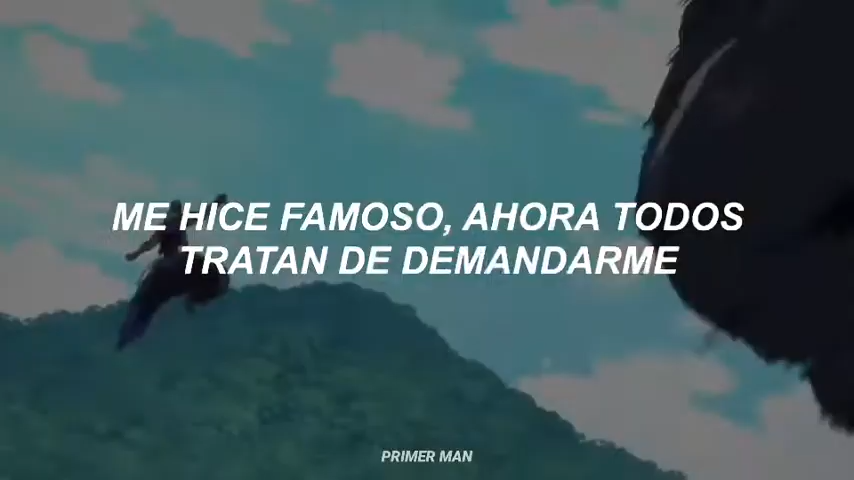 ME HICE FAMOSO, AHORA TODOS
TRATAN DE DEMANDARME
PRIMER MAN